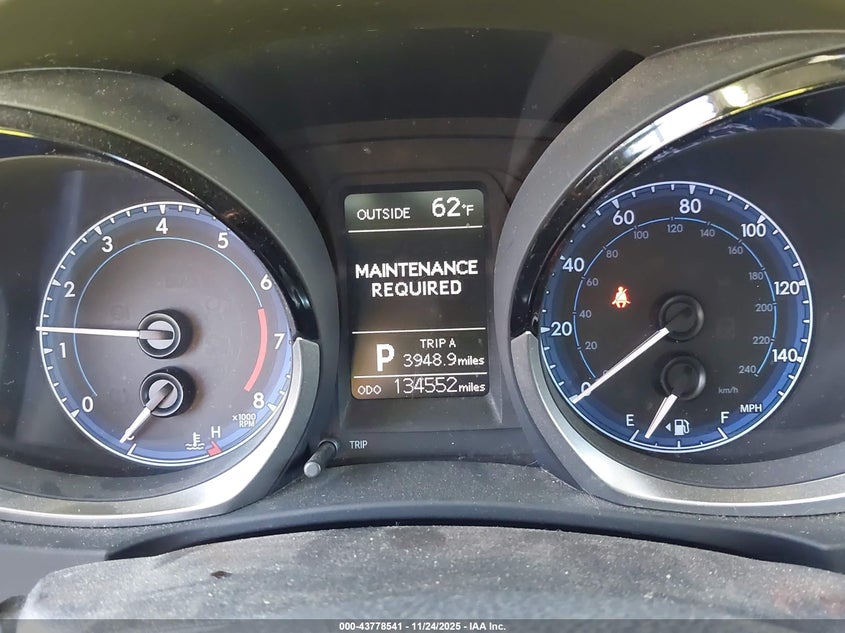 OUTSIDE 62°F
MAINTENANCE
REQUIRED
TRIP A
P 3948.9 miles
ODO 134552 miles
0 1 2 3 4 5 6 7 8
×1000
RPM
H
TRIP
0 20 40 60 80 100 120 140
MPH
0 20 40 60 80 100 120 140 160 180 200 220 240
km/h
E F
000-43778541 - 11/24/2025 - IAA Inc.